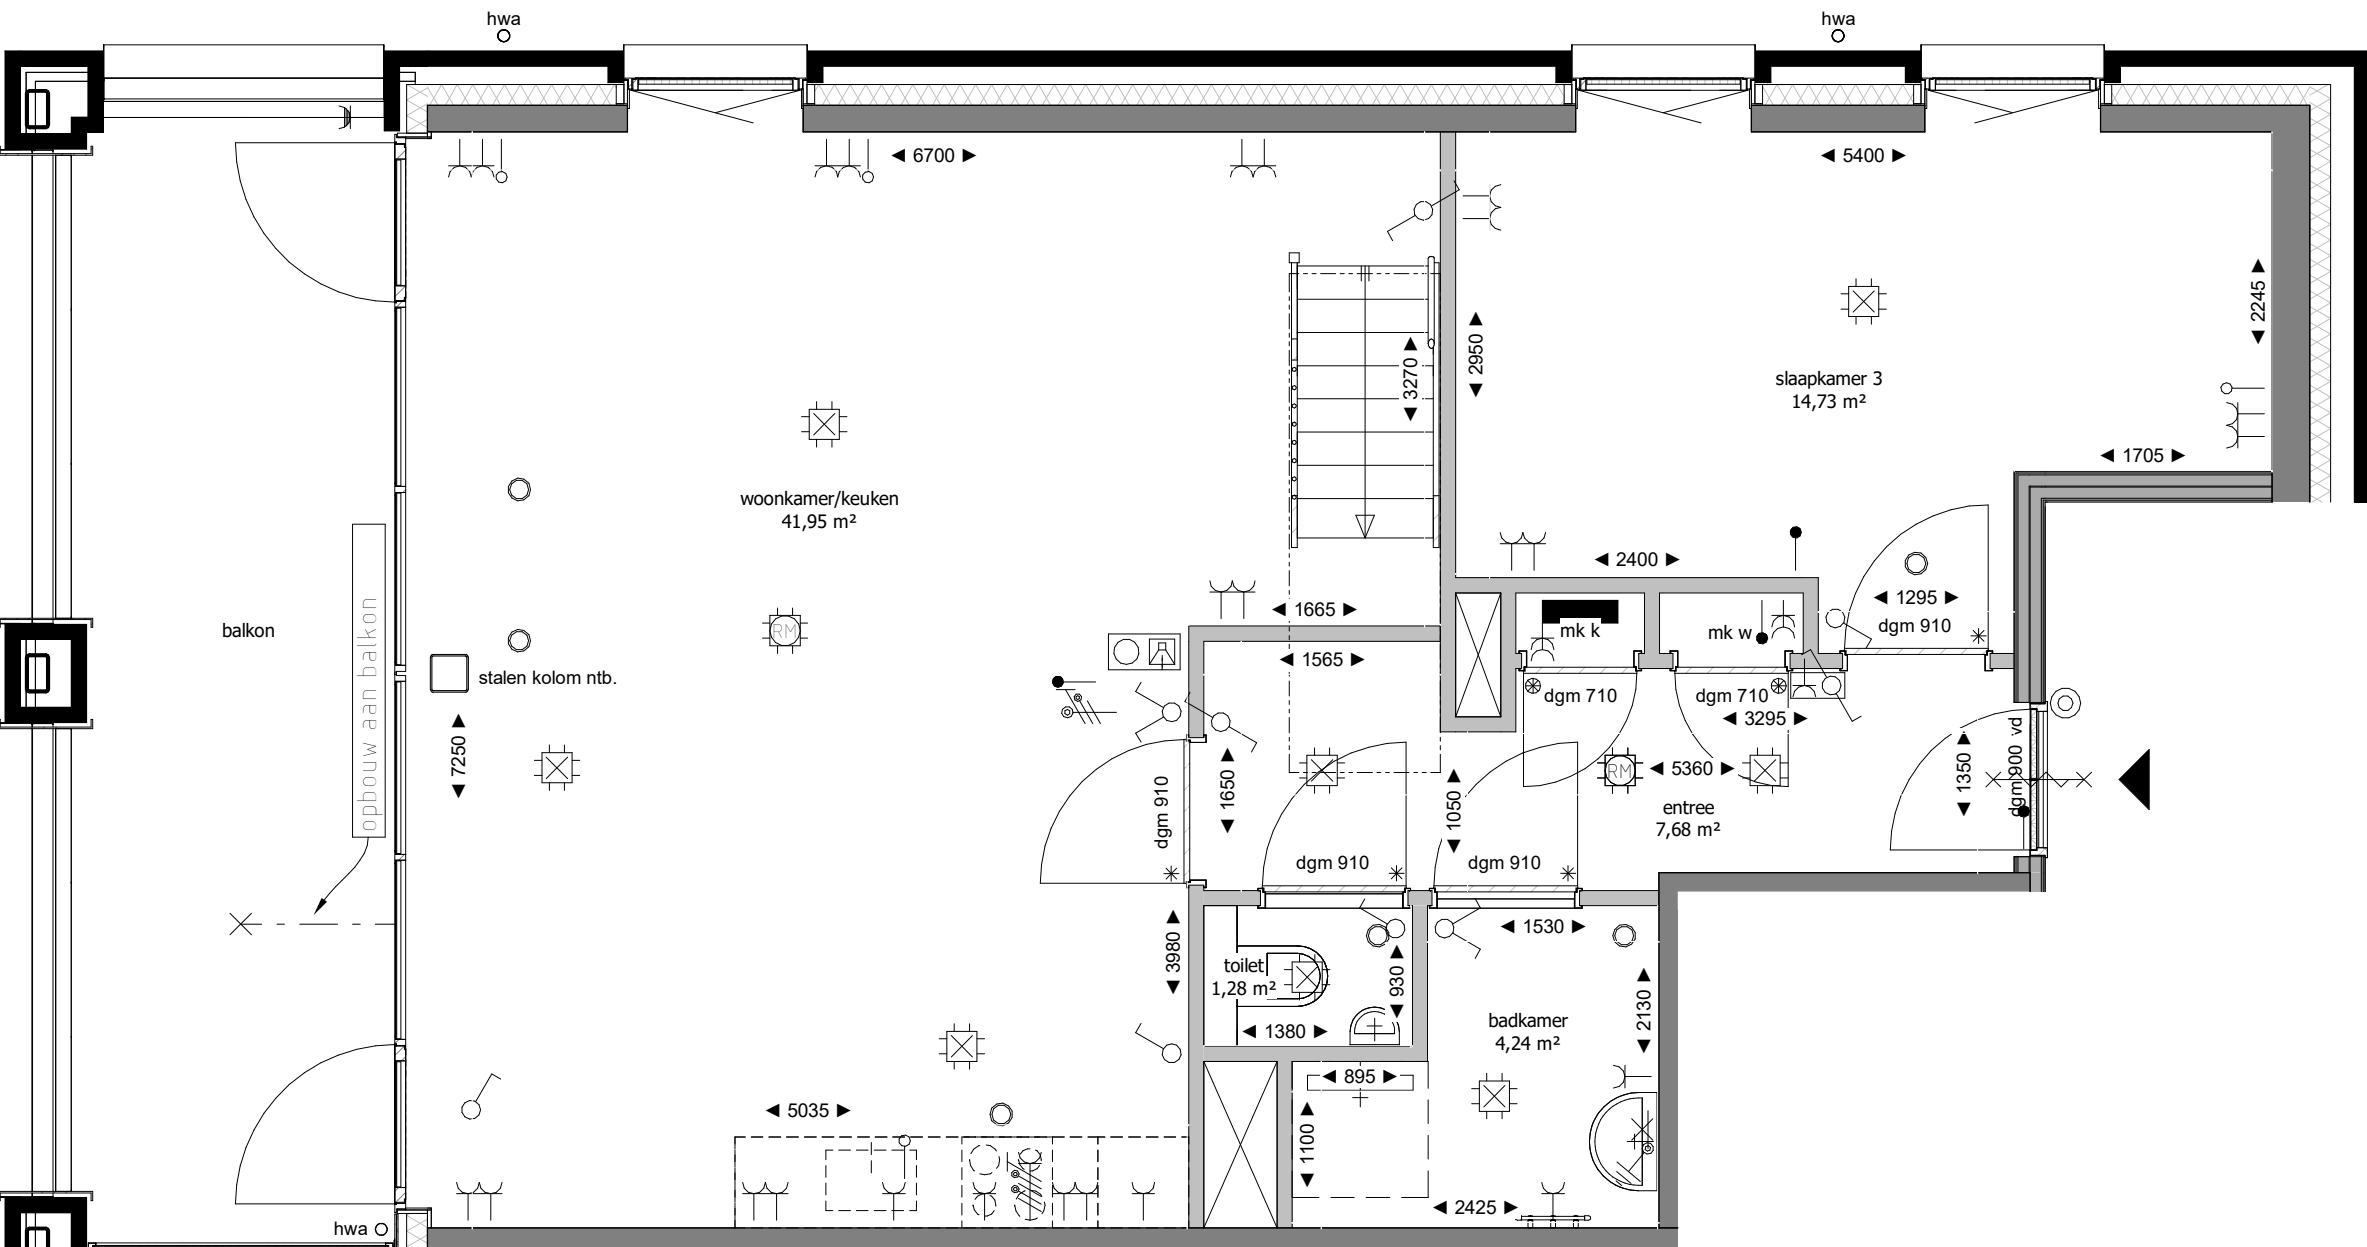 hwa
hwa
6700
5400
2245
2950
3270
slaapkamer 3
14,73 m²
1705
woonkamer/keuken
41,95 m²
2400
1665
1295
dgm 910
balkon
opbouw aan balkon
RM
mk k
mk w
1565
stalen kolom ntb.
dgm 710
dgm 710
3295
7250
dgm 910
1650
1050
RM
5360
1350
dgm 900 vd
entree
7,68 m²
dgm 910
dgm 910
3980
toilet
1,28 m²
930
1380
1530
2130
badkamer
4,24 m²
895
5035
1100
2425
hwa